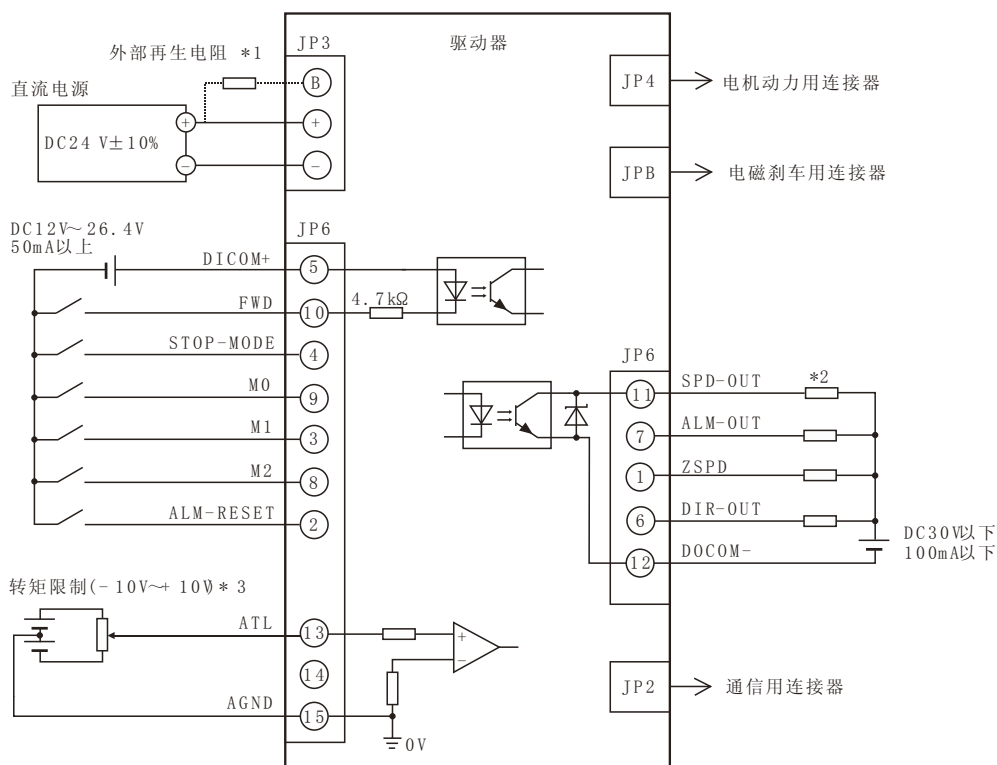 驱动器
JP3
外部再生电阻 *1
直流电源
DC24 V±10%
+
−
B
+
−
JP4
电机动力用连接器
JPB
电磁刹车用连接器
DC12V~26.4V
50mA以上
JP6
DICOM+
5
FWD
10
4.7kΩ
STOP-MODE
4
M0
9
M1
3
M2
8
ALM-RESET
2
JP6
11
SPD-OUT
*2
7
ALM-OUT
1
ZSPD
6
DIR-OUT
12
DOCOM-
DC30V以下
100mA以下
转矩限制(-10V~+10V)*3
ATL
13
14
AGND
15
+
−
0V
JP2
通信用连接器